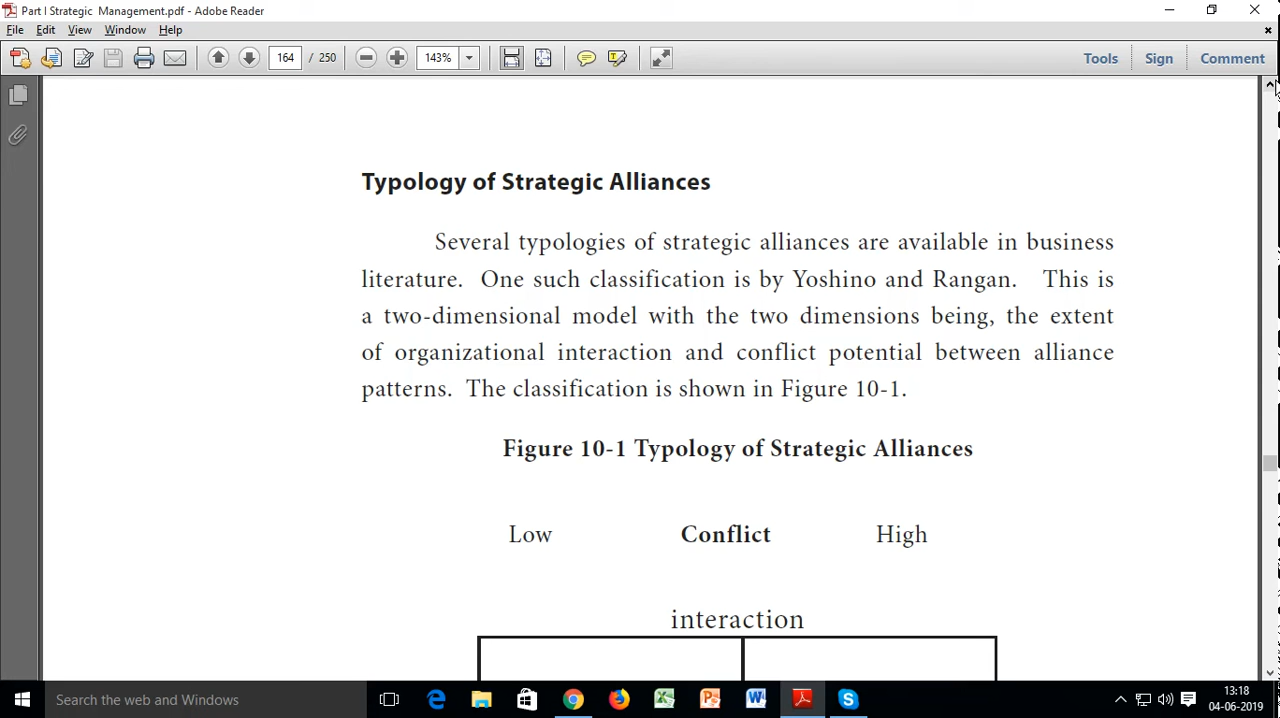 Part I Strategic  Management.pdf - Adobe Reader
File Edit View Window Help
164 / 250 143% Tools Sign Comment
Typology of Strategic Alliances
Several typologies of strategic alliances are available in business
literature. One such classification is by Yoshino and Rangan. This is
a two-dimensional model with the two dimensions being, the extent
of organizational interaction and conflict potential between alliance
patterns. The classification is shown in Figure 10-1.
Figure 10-1 Typology of Strategic Alliances
Low Conflict High
interaction
Search the web and Windows
13:18
04-06-2019